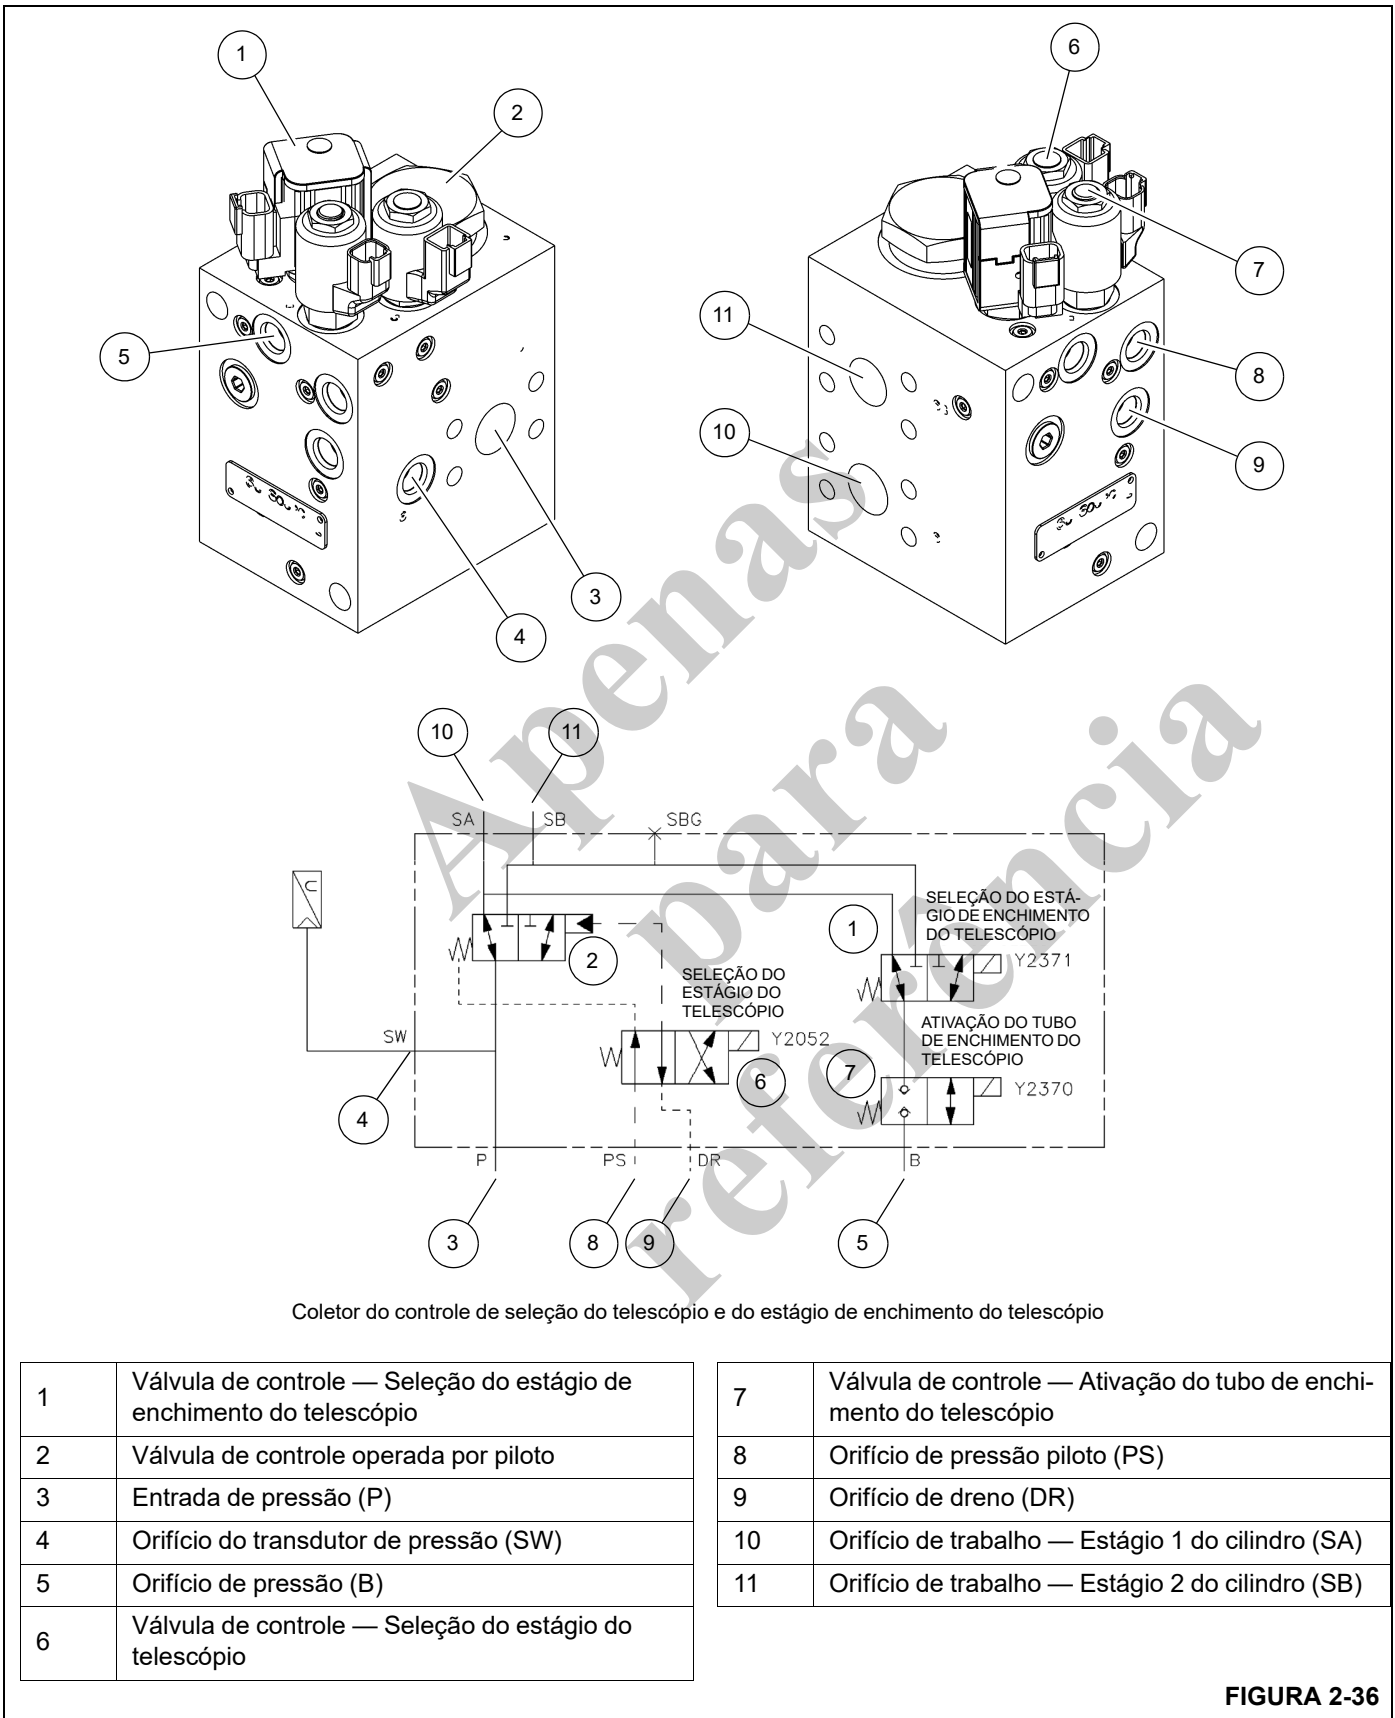 1
2
6
7
5
11
8
10
9
3
4
10
11
SA
SB
SBG
SELEÇÃO DO ESTÁ-
GIO DE ENCHIMENTO
DO TELESCÓPIO
1
2
Y2371
SELEÇÃO DO
ESTÁGIO DO
TELESCÓPIO
ATIVAÇÃO DO TUBO
DE ENCHIMENTO DO
TELESCÓPIO
SW
Y2052
6
7
Y2370
4
P
PS
DR
B
3
8
9
5
Apenas
para
referência
Coletor do controle de seleção do telescópio e do estágio de enchimento do telescópio
1
Válvula de controle — Seleção do estágio de
enchimento do telescópio
2
Válvula de controle operada por piloto
3
Entrada de pressão (P)
4
Orifício do transdutor de pressão (SW)
5
Orifício de pressão (B)
6
Válvula de controle — Seleção do estágio do
telescópio
7
Válvula de controle — Ativação do tubo de enchi-
mento do telescópio
8
Orifício de pressão piloto (PS)
9
Orifício de dreno (DR)
10
Orifício de trabalho — Estágio 1 do cilindro (SA)
11
Orifício de trabalho — Estágio 2 do cilindro (SB)
FIGURA 2-36